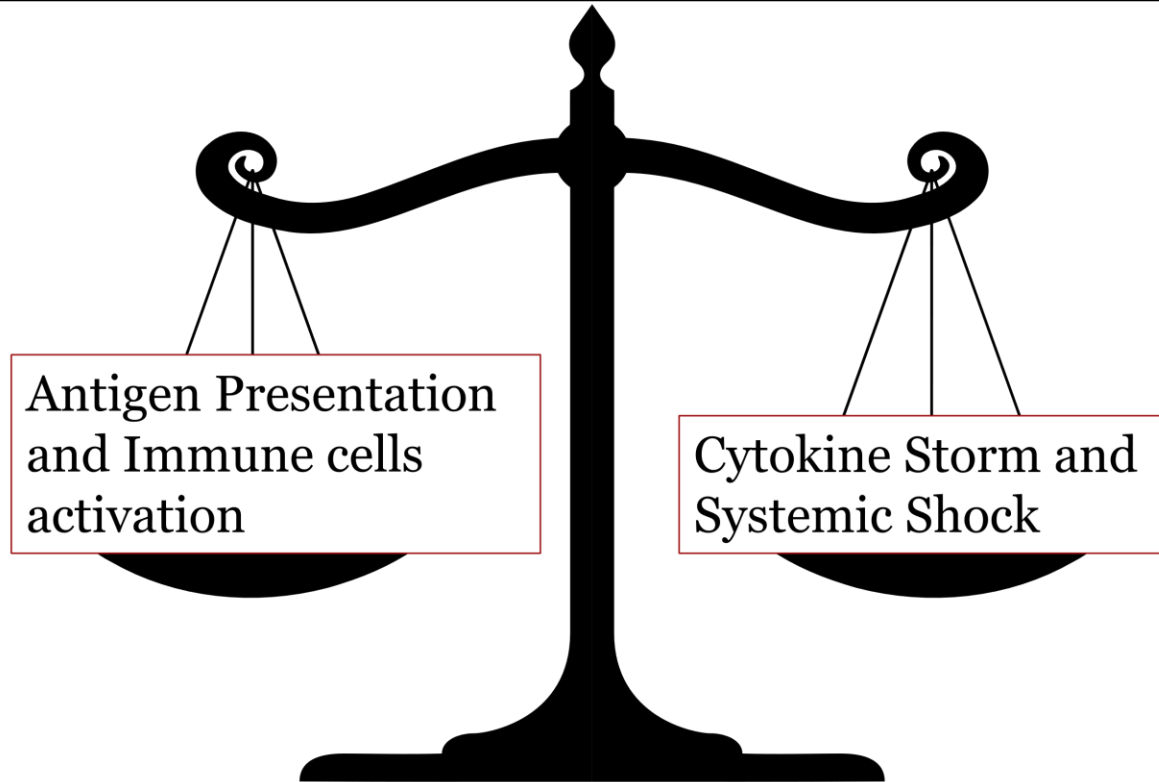 Antigen Presentation
and Immune cells
activation
Cytokine Storm and
Systemic Shock